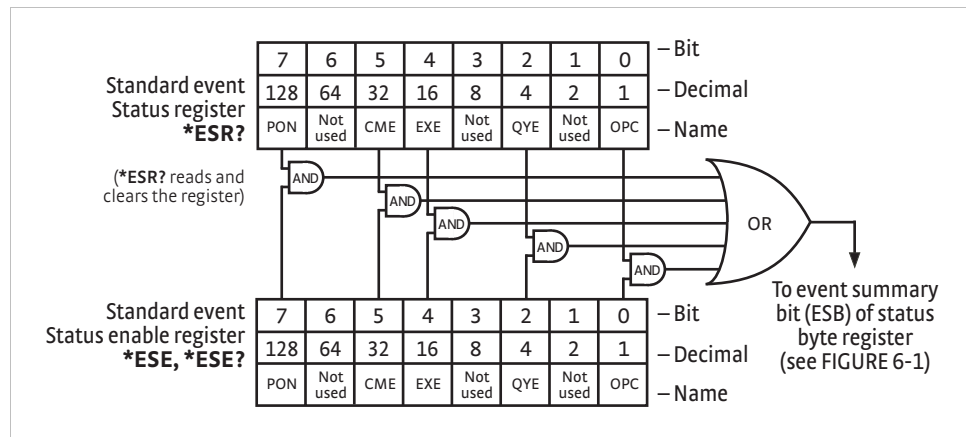 7 6 5 4 3 2 1 0 – Bit
Standard event
Status register
*ESR?
128 64 32 16 8 4 2 1 – Decimal
PON Not used CME EXE Not used QYE Not used OPC – Name
(*ESR? reads and
clears the register)
AND
AND
AND
AND
AND
OR
To event summary
bit (ESB) of status
byte register
(see FIGURE 6-1)
Standard event
Status enable register
*ESE, *ESE?
7 6 5 4 3 2 1 0 – Bit
128 64 32 16 8 4 2 1 – Decimal
PON Not used CME EXE Not used QYE Not used OPC – Name